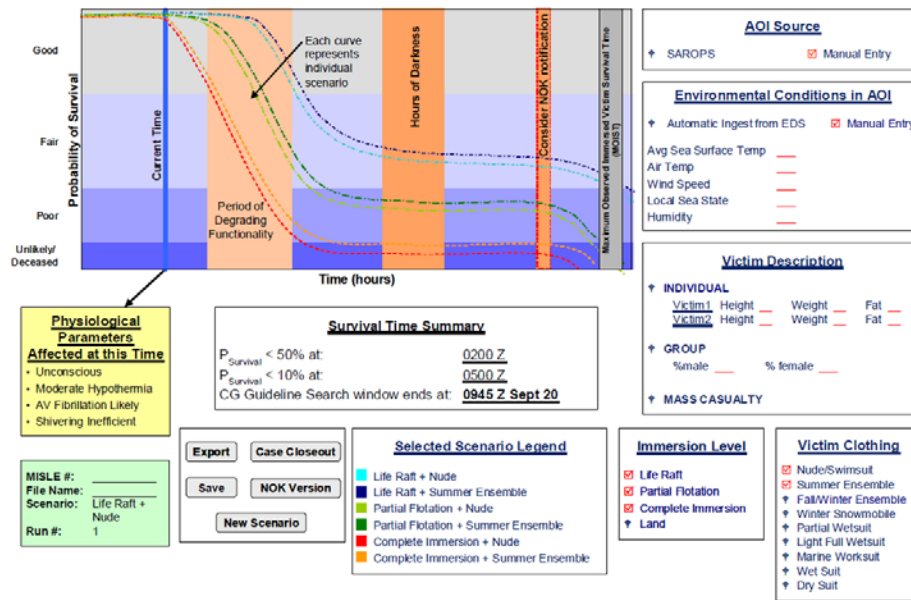 Probability of Survival
Good
Fair
Poor
Unlikely/
Deceased
Current Time
Each curve
represents
individual
scenario
Period of
Degrading
Functionality
Hours of Darkness
Consider NOK notification
Maximum Observed Immersed Victim Survival Time
(MOIST)
Time (hours)
AOI Source
SAROPS
Manual Entry
Environmental Conditions in AOI
Automatic Ingest from EDS
Manual Entry
Avg Sea Surface Temp
Air Temp
Wind Speed
Local Sea State
Humidity
Victim Description
INDIVIDUAL
Victim1 Height Weight Fat
Victim2 Height Weight Fat
GROUP
%male % female
MASS CASUALTY
Physiological
Parameters
Affected at this Time
• Unconscious
• Moderate Hypothermia
• AV Fibrillation Likely
• Shivering Inefficient
Survival Time Summary
PSurvival < 50% at: 0200 Z
PSurvival < 10% at: 0500 Z
CG Guideline Search window ends at: 0945 Z Sept 20
MISLE #:
File Name:
Scenario: Life Raft +
Nude
Run #: 1
Export
Case Closeout
Save
NOK Version
New Scenario
Selected Scenario Legend
Life Raft + Nude
Life Raft + Summer Ensemble
Partial Flotation + Nude
Partial Flotation + Summer Ensemble
Complete Immersion + Nude
Complete Immersion + Summer Ensemble
Immersion Level
Life Raft
Partial Flotation
Complete Immersion
Land
Victim Clothing
Nude/Swimsuit
Summer Ensemble
Fall/Winter Ensemble
Winter Snowmobile
Partial Wetsuit
Light Full Wetsuit
Marine Worksuit
Wet Suit
Dry Suit